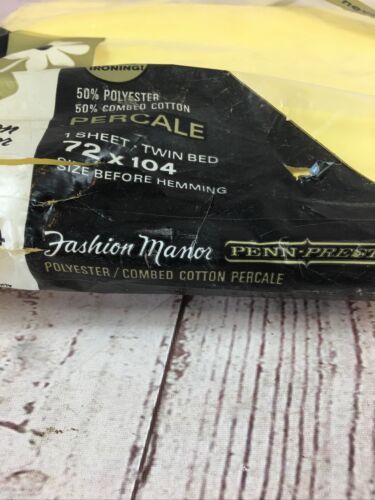 IRONING!
50% POLYESTER
50% COMBED COTTON
PERCALE
1 SHEET / TWIN BED
72 x 104
SIZE BEFORE HEMMING
Fashion Manor PENN-PREST
POLYESTER / COMBED COTTON PERCALE